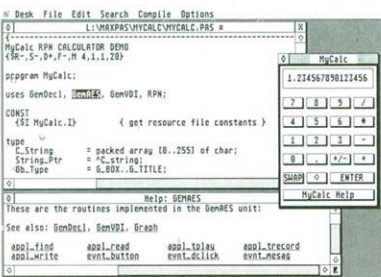 Desk File Edit Search Compile Options
L:\MAXPAS\MYCALC\MYCALC.PAS
X
MyCalc RPN CALCULATOR DEMO
{$R-,S-,D+,F-,M 4,1,1,20}
program MyCalc;
uses GemDecl, GemAES, GemVDI, RPN;
CONST
{$I MyCalc.I} { get resource file constants }
type
C_String = packed array [0..255] of char;
String_Ptr = ^C_string;
Ob_Type = G_BOX..G_TITLE;
MyCalc
1.234567890123456
7 8 9 /
4 5 6 *
1 2 3 -
0 . +/- +
SWAP ENTER
MyCalc Help
Help: GEMAES
These are the routines implemented in the GemAES unit:
See also: GemDecl, GemVDI, Graph
appl_find appl_read appl_tplay appl_trecord
appl_write evnt_button evnt_dclick evnt_mesag